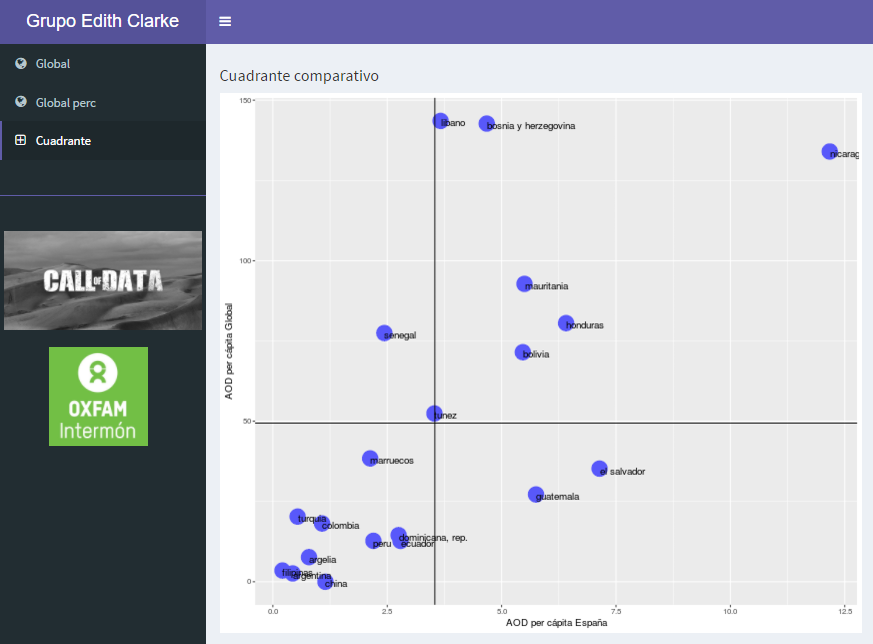 Grupo Edith Clarke
Global
Global perc
Cuadrante
CALL OF DATA
OXFAM
Intermón
Cuadrante comparativo
AOD per cápita Global
150
100
50
0
líbano
bosnia y herzegovina
nicarag
mauritania
honduras
senegal
bolivia
túnez
marruecos
el salvador
guatemala
turquía
colombia
dominicana, rep.
peru
ecuador
argelia
filipinas
argentina
china
0.0
2.5
5.0
7.5
10.0
12.5
AOD per cápita España